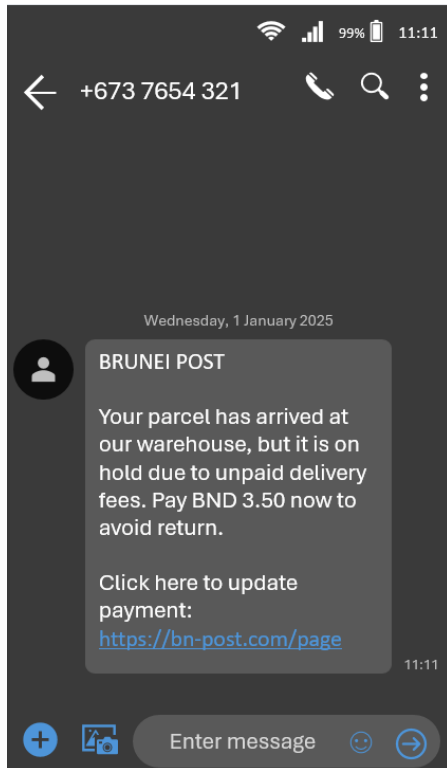 99% 11:11
+673 7654 321
Wednesday, 1 January 2025
BRUNEI POST
Your parcel has arrived at
our warehouse, but it is on
hold due to unpaid delivery
fees. Pay BND 3.50 now to
avoid return.
Click here to update
payment:
https://bn-post.com/page
11:11
Enter message